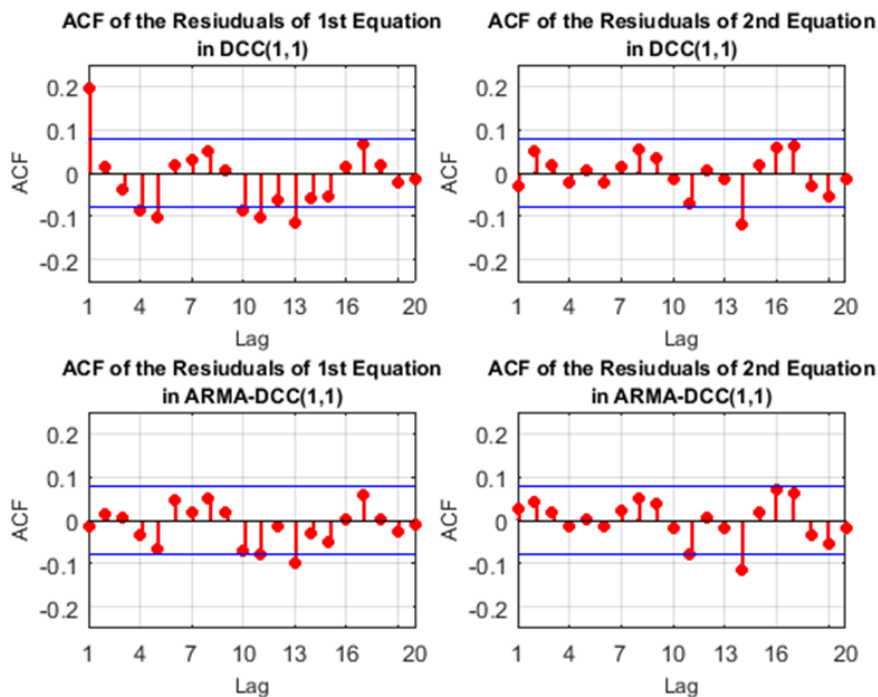 ACF of the Resiuduals of 1st Equation
in DCC(1,1)
0.2
0.1
0
-0.1
-0.2
ACF
1 4 7 10 13 16 20
Lag
ACF of the Resiuduals of 2nd Equation
in DCC(1,1)
0.2
0.1
0
-0.1
-0.2
ACF
1 4 7 10 13 16 20
Lag
ACF of the Resiuduals of 1st Equation
in ARMA-DCC(1,1)
0.2
0.1
0
-0.1
-0.2
ACF
1 4 7 10 13 16 20
Lag
ACF of the Resiuduals of 2nd Equation
in ARMA-DCC(1,1)
0.2
0.1
0
-0.1
-0.2
ACF
1 4 7 10 13 16 20
Lag